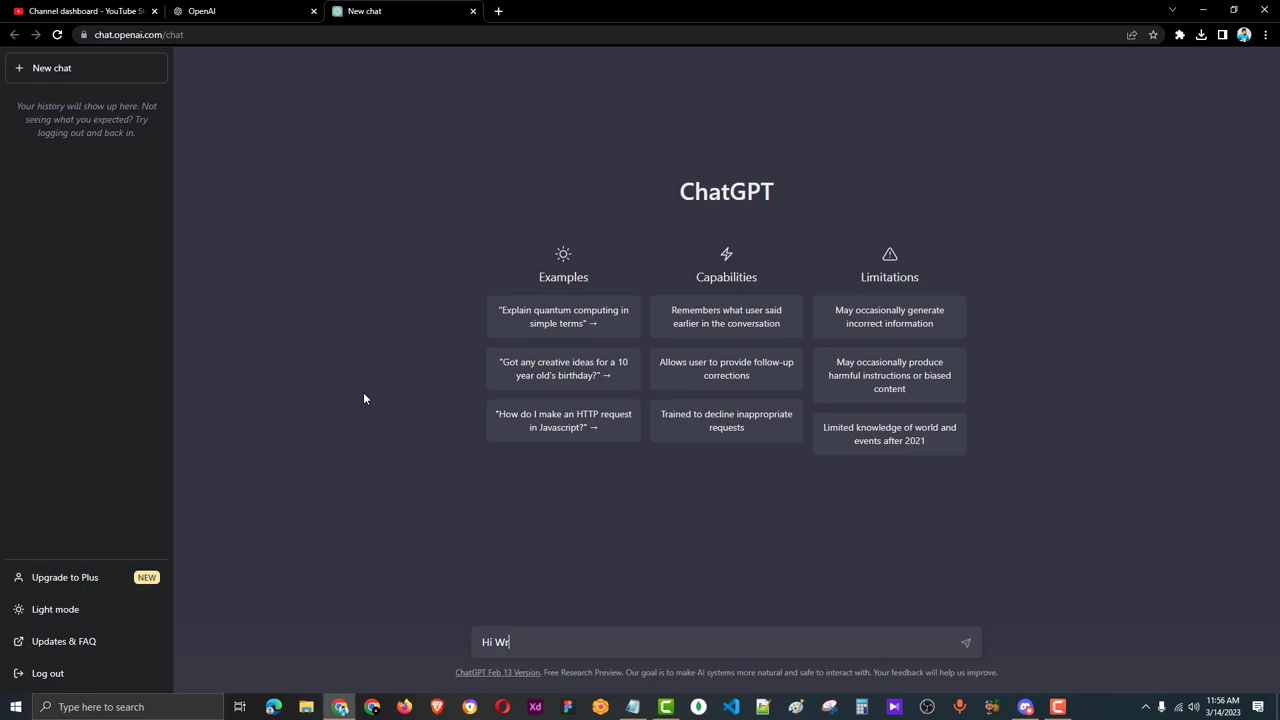 Channel dashboard - YouTube St
OpenAI
New chat
chat.openai.com/chat
New chat
Your history will show up here. Not
seeing what you expected? Try
logging out and back in.
ChatGPT
Examples
Capabilities
Limitations
"Explain quantum computing in
simple terms" →
Remembers what user said
earlier in the conversation
May occasionally generate
incorrect information
"Got any creative ideas for a 10
year old's birthday?" →
Allows user to provide follow-up
corrections
May occasionally produce
harmful instructions or biased
content
"How do I make an HTTP request
in Javascript?" →
Trained to decline inappropriate
requests
Limited knowledge of world and
events after 2021
Upgrade to Plus
NEW
Light mode
Updates & FAQ
Log out
Hi Wr
ChatGPT Feb 13 Version. Free Research Preview. Our goal is to make AI systems more natural and safe to interact with. Your feedback will help us improve.
Type here to search
Xd
11:56 AM
3/14/2023